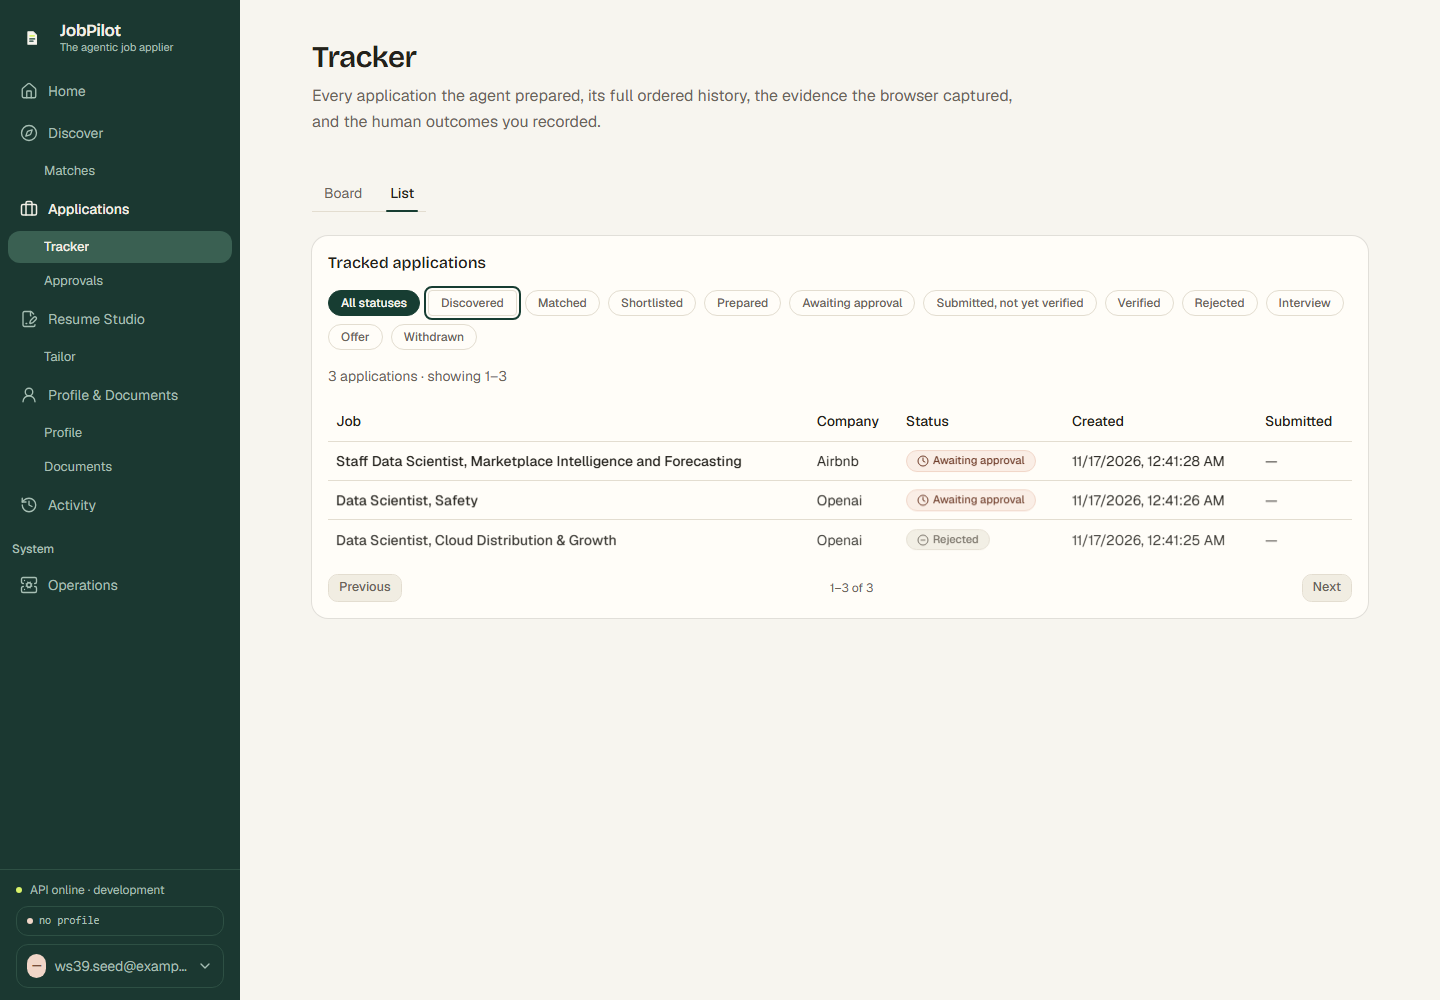 JobPilot
The agentic job applier
Home
Discover
Matches
Applications
Tracker
Approvals
Resume Studio
Tailor
Profile & Documents
Profile
Documents
Activity
System
Operations
API online · development
no profile
ws39.seed@examp...
Tracker
Every application the agent prepared, its full ordered history, the evidence the browser captured,
and the human outcomes you recorded.
Board List
Tracked applications
All statuses Discovered Matched Shortlisted Prepared Awaiting approval Submitted, not yet verified Verified Rejected Interview
Offer Withdrawn
3 applications · showing 1–3
Job Company Status Created Submitted
Staff Data Scientist, Marketplace Intelligence and Forecasting Airbnb Awaiting approval 11/17/2026, 12:41:28 AM —
Data Scientist, Safety Openai Awaiting approval 11/17/2026, 12:41:26 AM —
Data Scientist, Cloud Distribution & Growth Openai Rejected 11/17/2026, 12:41:25 AM —
Previous 1–3 of 3 Next